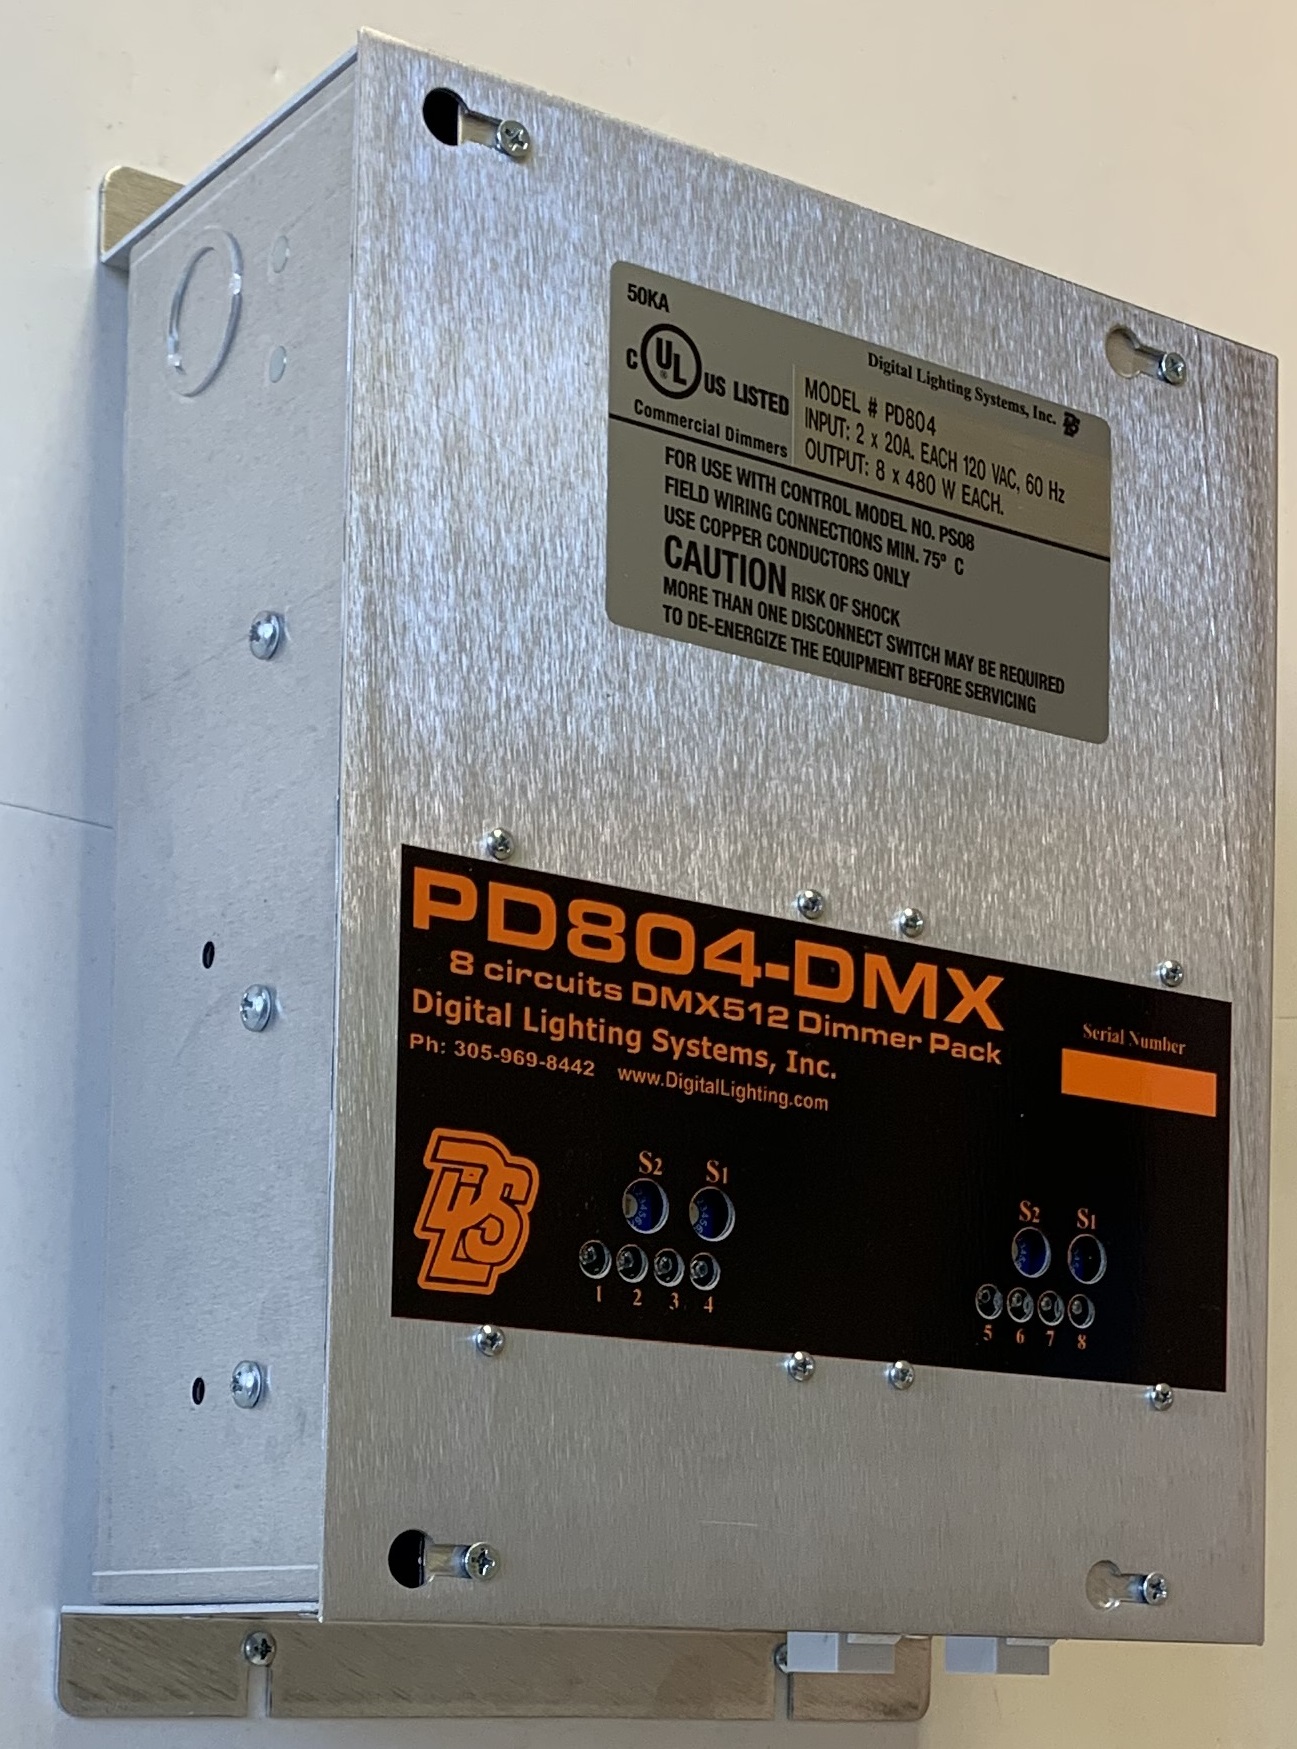 50KA
C UL ® US LISTED
Commercial Dimmers
Digital Lighting Systems, Inc. DLS
MODEL # PD804
INPUT: 2 x 20A. EACH 120 VAC, 60 Hz
OUTPUT: 8 x 480 W EACH.
FOR USE WITH CONTROL MODEL NO. PS08
FIELD WIRING CONNECTIONS MIN. 75° C
USE COPPER CONDUCTORS ONLY
CAUTION RISK OF SHOCK
MORE THAN ONE DISCONNECT SWITCH MAY BE REQUIRED
TO DE-ENERGIZE THE EQUIPMENT BEFORE SERVICING
PD804-DMX
8 circuits DMX512 Dimmer Pack
Digital Lighting Systems, Inc.
Ph: 305-969-8442 www.DigitalLighting.com
Serial Number
DLS
S2 S1
1 2 3 4
S2 S1
5 6 7 8